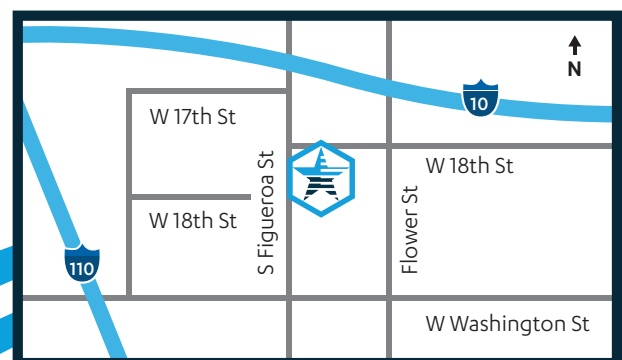 N
10
W 17th St
W 18th St
S Figueroa St
W 18th St
Flower St
110
W Washington St